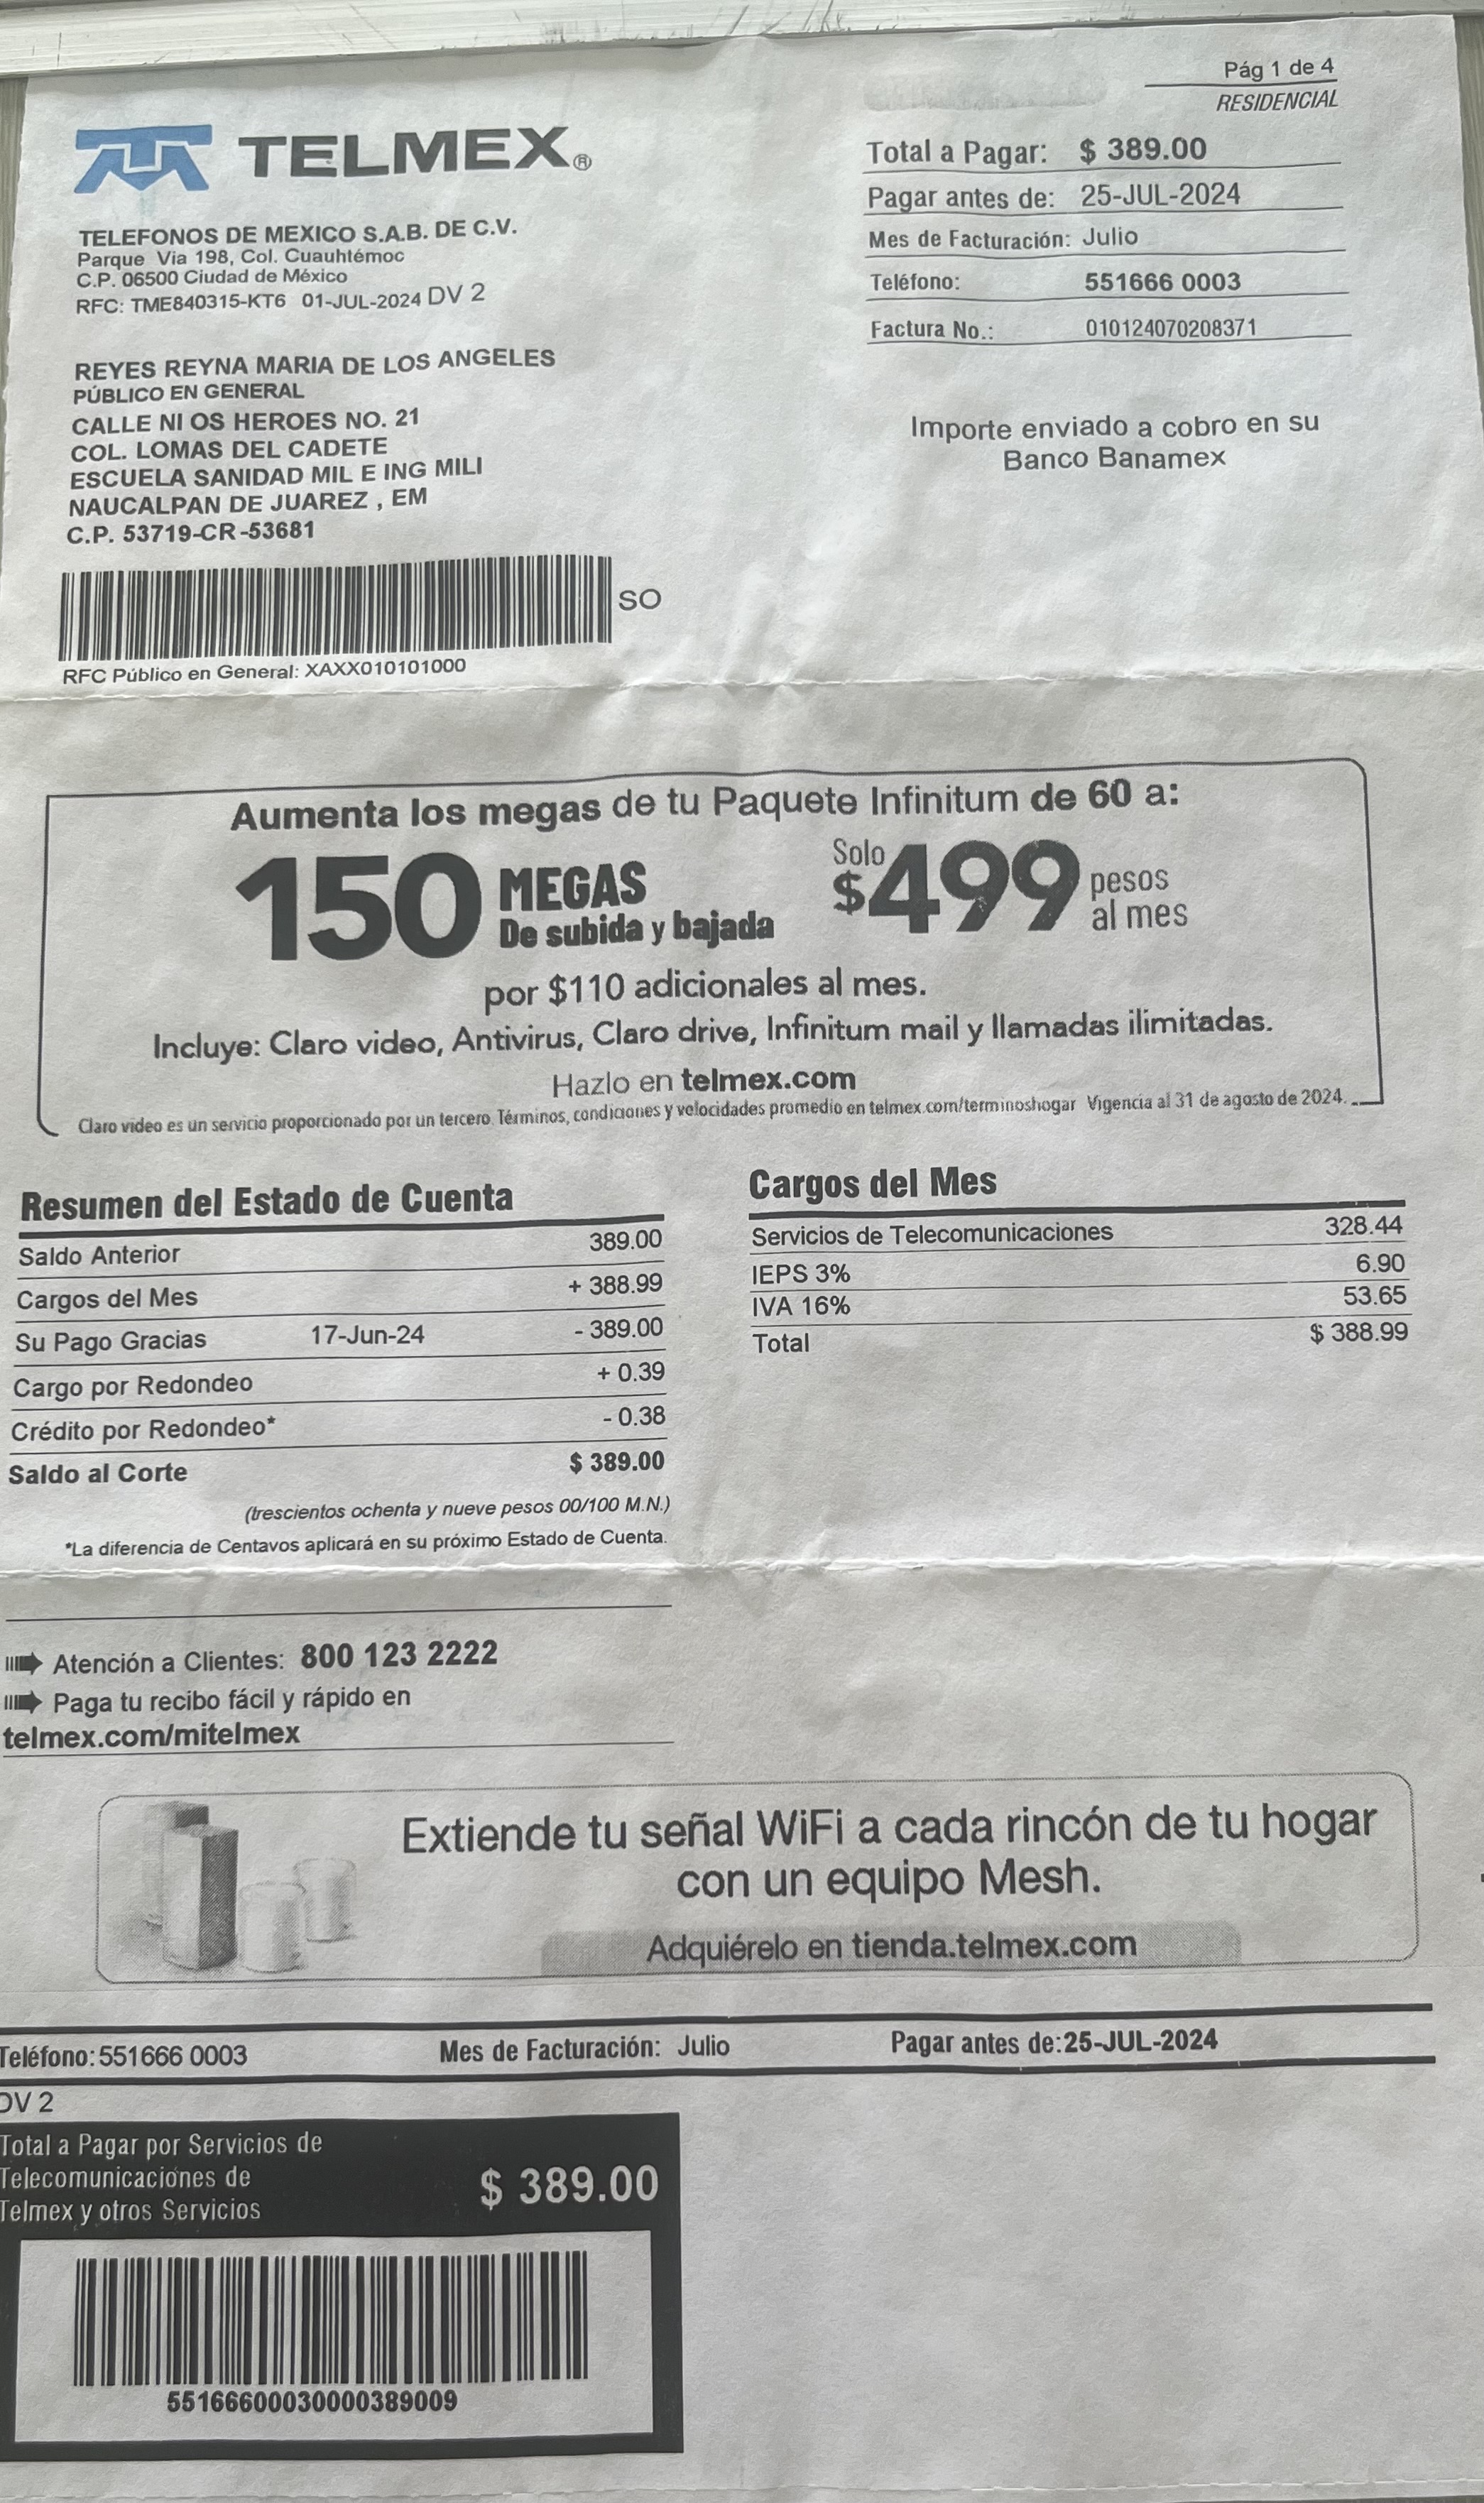 Pág 1 de 4
RESIDENCIAL
TELMEX®
TELEFONOS DE MEXICO S.A.B. DE C.V.
Parque Via 198, Col. Cuauhtémoc
C.P. 06500 Ciudad de México
RFC: TME840315-KT6 01-JUL-2024 DV 2
Total a Pagar: $ 389.00
Pagar antes de: 25-JUL-2024
Mes de Facturación: Julio
Teléfono: 551666 0003
Factura No.: 010124070208371
REYES REYNA MARIA DE LOS ANGELES
PÚBLICO EN GENERAL
CALLE NI OS HEROES NO. 21
COL. LOMAS DEL CADETE
ESCUELA SANIDAD MIL E ING MILI
NAUCALPAN DE JUAREZ , EM
C.P. 53719-CR-53681
Importe enviado a cobro en su
Banco Banamex
SO
RFC Público en General: XAXX010101000
Aumenta los megas de tu Paquete Infinitum de 60 a:
150 MEGAS
De subida y bajada
Solo $499 pesos
al mes
por $110 adicionales al mes.
Incluye: Claro video, Antivirus, Claro drive, Infinitum mail y llamadas ilimitadas.
Hazlo en telmex.com
Claro video es un servicio proporcionado por un tercero. Términos, condiciones y velocidades promedio en telmex.com/terminoshogar Vigencia al 31 de agosto de 2024.
Resumen del Estado de Cuenta
Saldo Anterior 389.00
Cargos del Mes + 388.99
Su Pago Gracias 17-Jun-24 - 389.00
Cargo por Redondeo + 0.39
Crédito por Redondeo* - 0.38
Saldo al Corte $ 389.00
(trescientos ochenta y nueve pesos 00/100 M.N.)
*La diferencia de Centavos aplicará en su próximo Estado de Cuenta.
Cargos del Mes
Servicios de Telecomunicaciones 328.44
IEPS 3% 6.90
IVA 16% 53.65
Total $ 388.99
Atención a Clientes: 800 123 2222
Paga tu recibo fácil y rápido en
telmex.com/mitelmex
Extiende tu señal WiFi a cada rincón de tu hogar
con un equipo Mesh.
Adquiérelo en tienda.telmex.com
Teléfono: 551666 0003 Mes de Facturación: Julio Pagar antes de:25-JUL-2024
DV 2
Total a Pagar por Servicios de
Telecomunicaciones de
Telmex y otros Servicios
$ 389.00
55166600030000389009